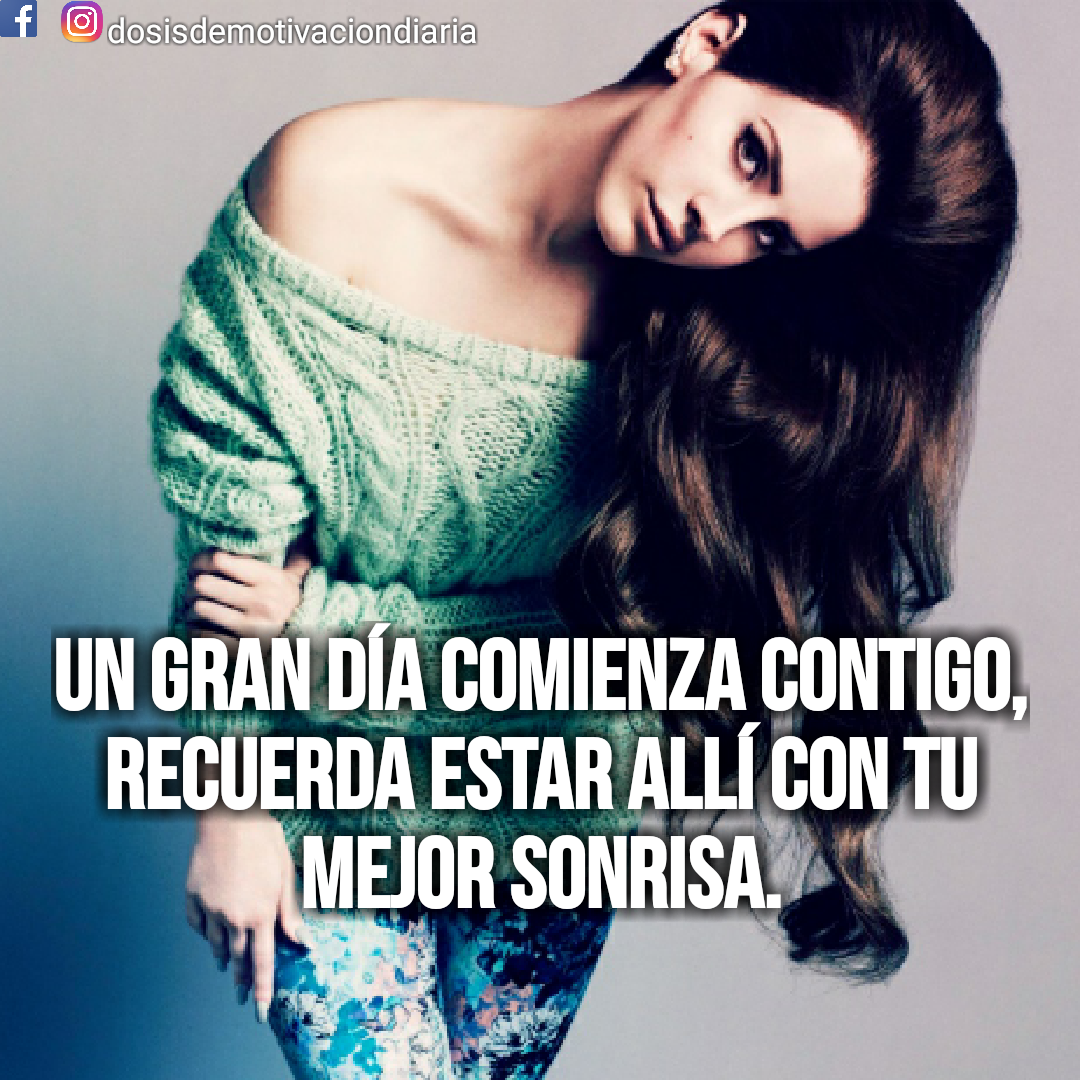 dosisdemotivaciondiaria
UN GRAN DÍA COMIENZA CONTIGO,
RECUERDA ESTAR ALLÍ CON TU
MEJOR SONRISA.